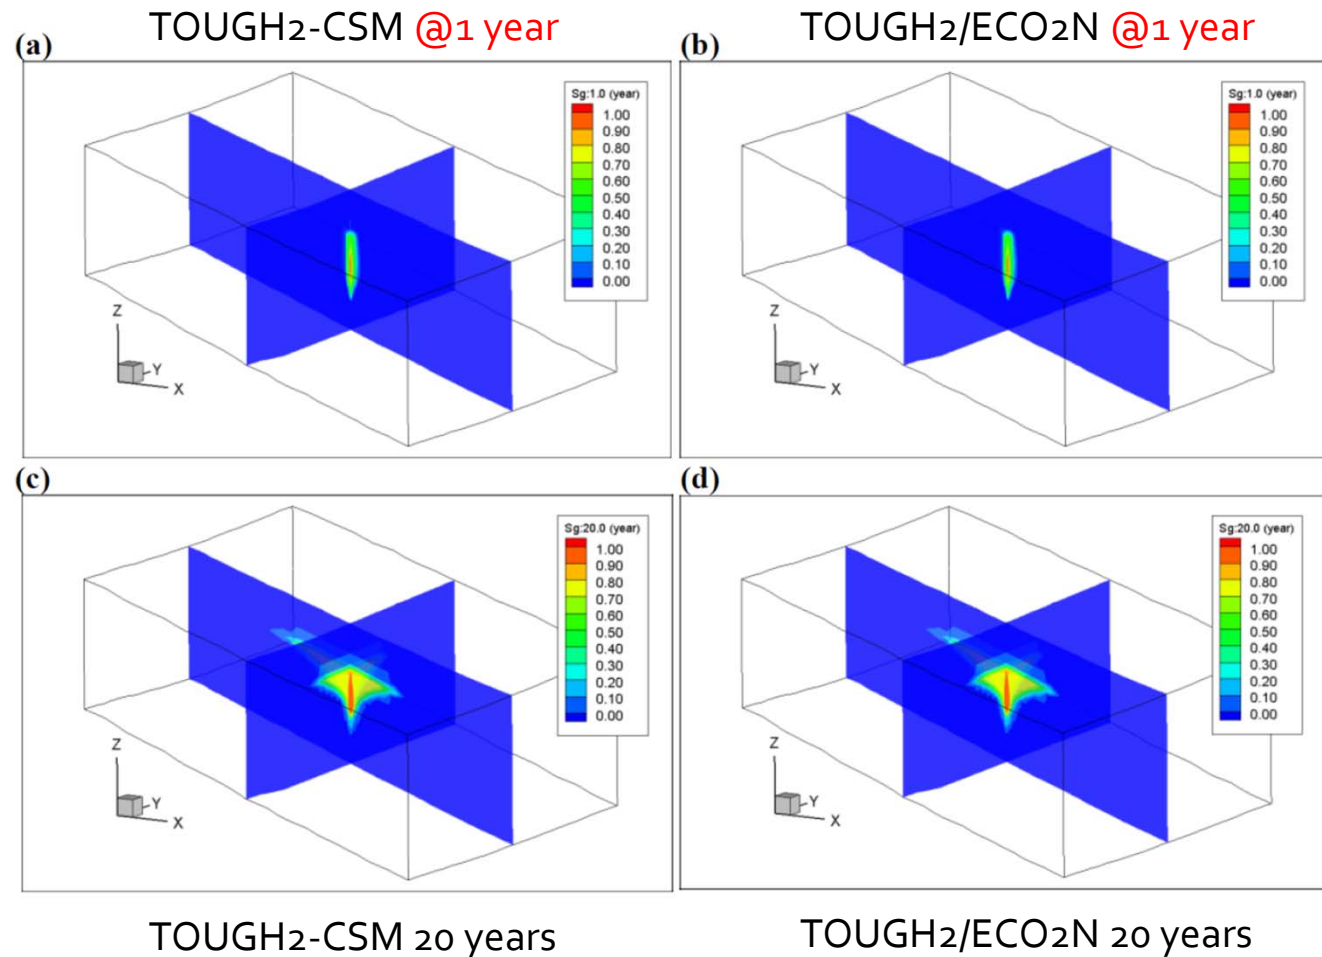 TOUGH2-CSM @1 year
TOUGH2/ECO2N @1 year
(a)
Sg:1.0 (year)
1.00
0.90
0.80
0.70
0.60
0.50
0.40
0.30
0.20
0.10
0.00
Z
Y
X
(b)
Sg:1.0 (year)
1.00
0.90
0.80
0.70
0.60
0.50
0.40
0.30
0.20
0.10
0.00
Z
Y
X
(c)
Sg:20.0 (year)
1.00
0.90
0.80
0.70
0.60
0.50
0.40
0.30
0.20
0.10
0.00
Z
Y
X
(d)
Sg:20.0 (year)
1.00
0.90
0.80
0.70
0.60
0.50
0.40
0.30
0.20
0.10
0.00
Z
Y
X
TOUGH2-CSM 20 years
TOUGH2/ECO2N 20 years